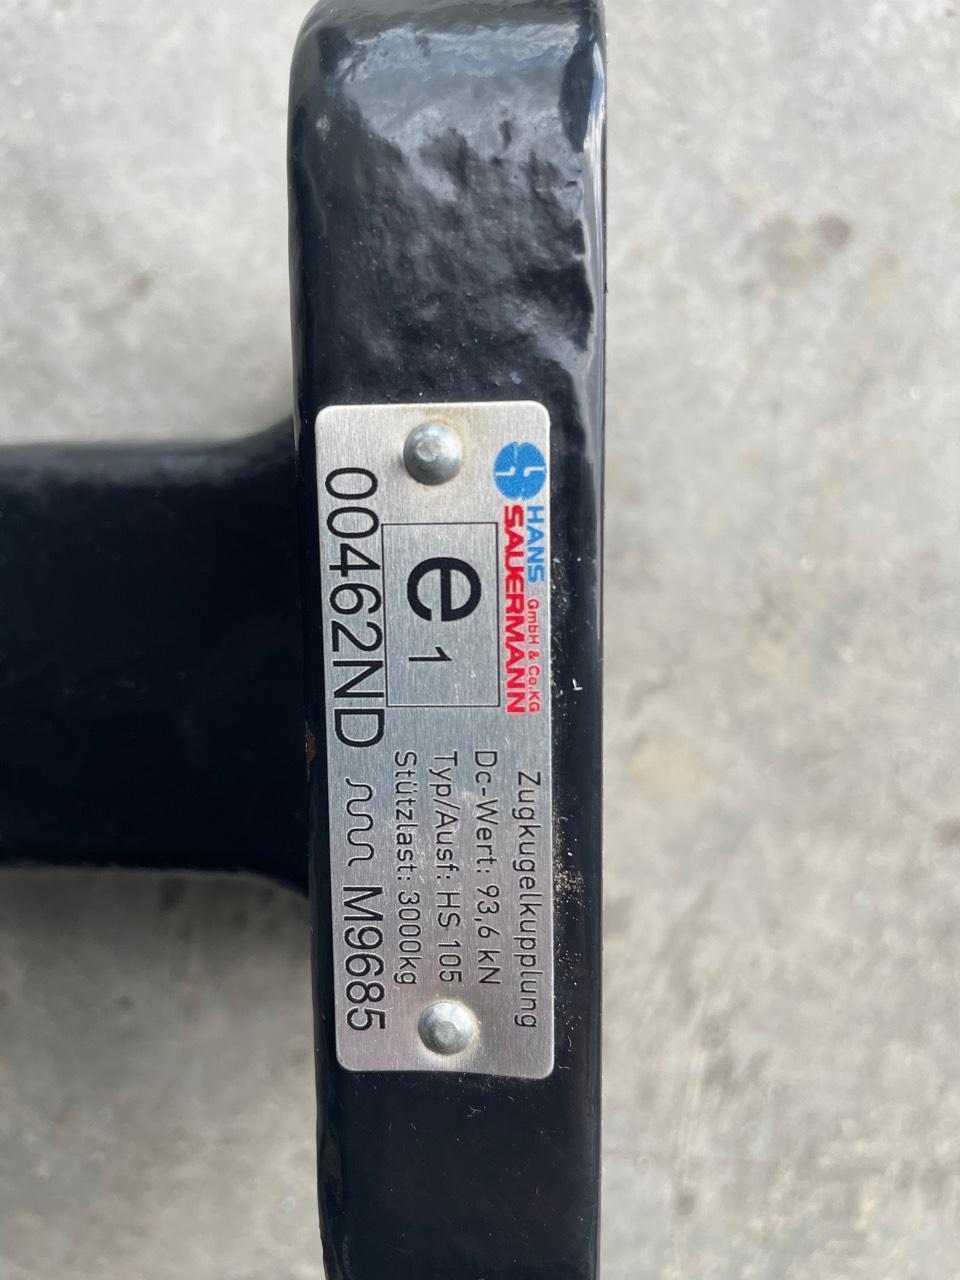 HANS GmbH & Co.KG
SAUERMANN
Zugkugelkupplung
Dc-Wert: 93,6 kN
Typ/Ausf: HS 105
Stützlast: 3000kg
e 1
00462ND M9685